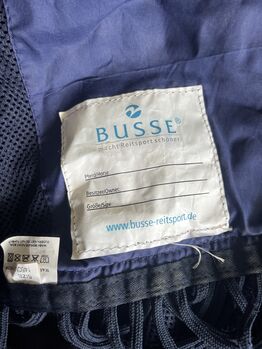 BUSSE®
macht Reitsport schöner.
Pferd/Horse
Besitzer/Owner
Größe/Size
www.busse-reitsport.de